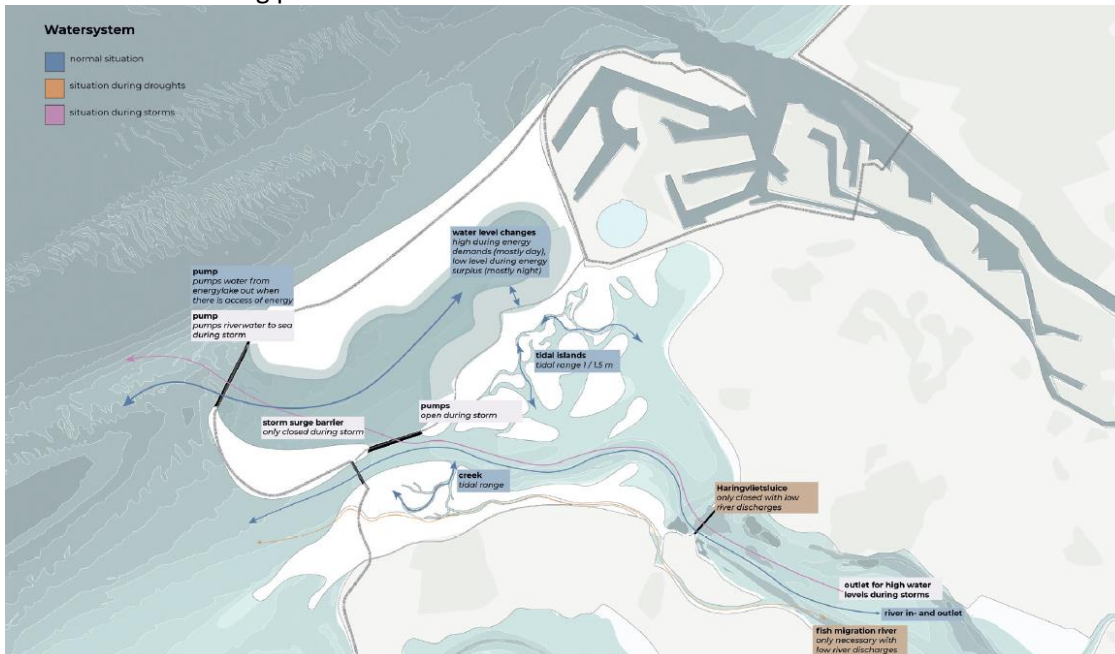 Watersystem
normal situation
situation during droughts
situation during storms
water level changes
high during energy
demands (mostly day),
low level during energy
surplus (mostly night)
pump
pumps water from
energylake out when
there is access of energy
pump
pumps riverwater to sea
during storm
tidal islands
tidal range 1 / 1.5 m
pumps
open during storm
storm surge barrier
only closed during storm
creek
tidal range
Haringvlietsluice
only closed with low
river discharges
outlet for high water
levels during storms
river in- and outlet
fish migration river
only necessary with
low river discharges